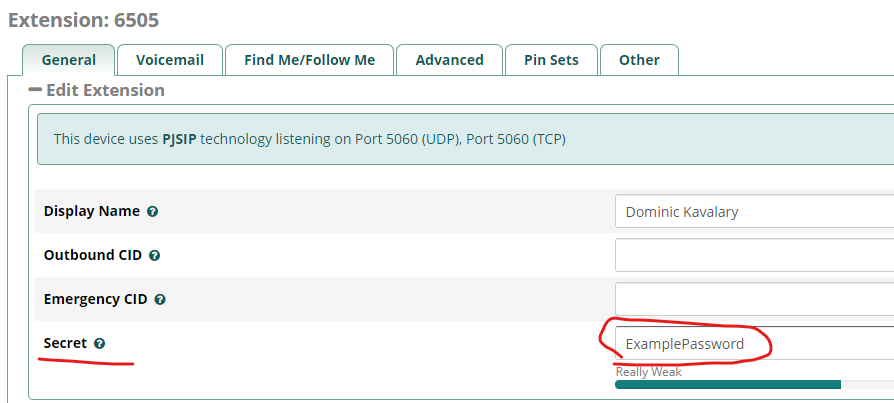 Extension: 6505
General Voicemail Find Me/Follow Me Advanced Pin Sets Other
Edit Extension
This device uses PJSIP technology listening on Port 5060 (UDP), Port 5060 (TCP)
Display Name Dominic Kavalary
Outbound CID
Emergency CID
Secret ExamplePassword
Really Weak